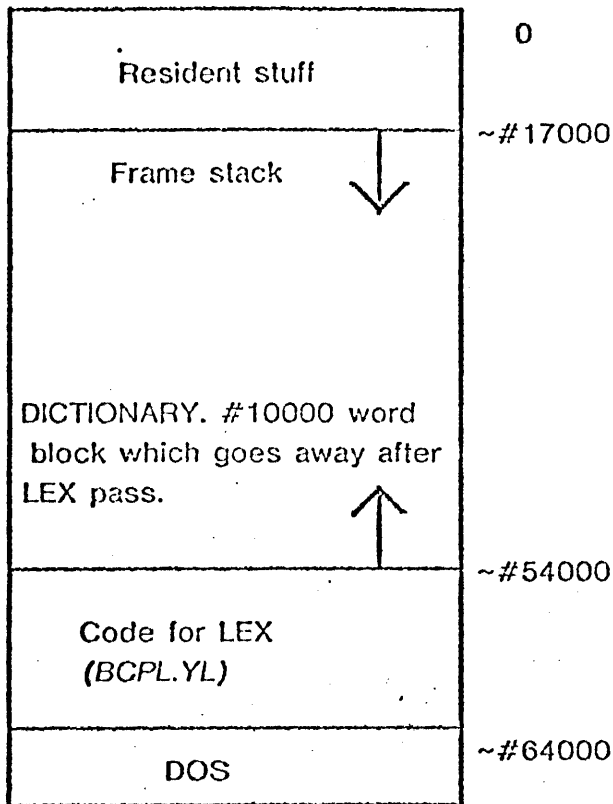 0
Resident stuff
~#17000
Frame stack
DICTIONARY. #10000 word
block which goes away after
LEX pass.
~#54000
Code for LEX
(BCPL.YL)
~#64000
DOS